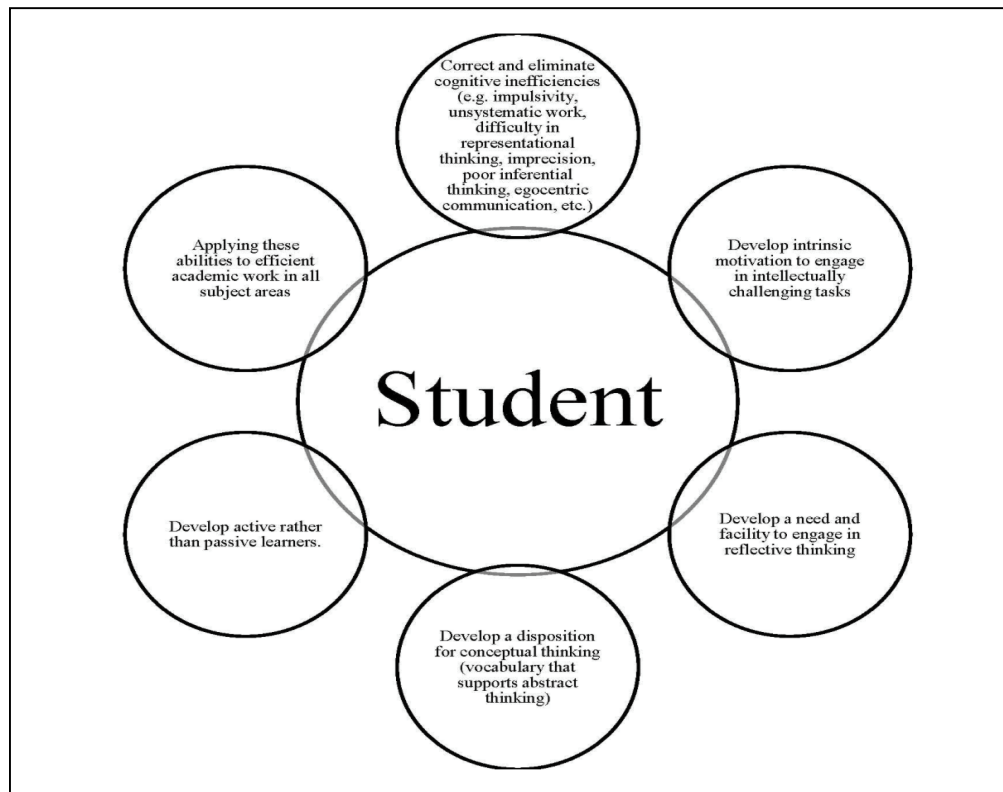 Correct and eliminate
cognitive inefficiencies
(e.g. impulsivity,
unsystematic work,
difficulty in
representational
thinking, imprecision,
poor inferential
thinking, egocentric
communication, etc.)
Develop intrinsic
motivation to engage
in intellectually
challenging tasks
Develop a need and
facility to engage in
reflective thinking
Develop a disposition
for conceptual thinking
(vocabulary that
supports abstract
thinking)
Develop active rather
than passive learners.
Applying these
abilities to efficient
academic work in all
subject areas
Student